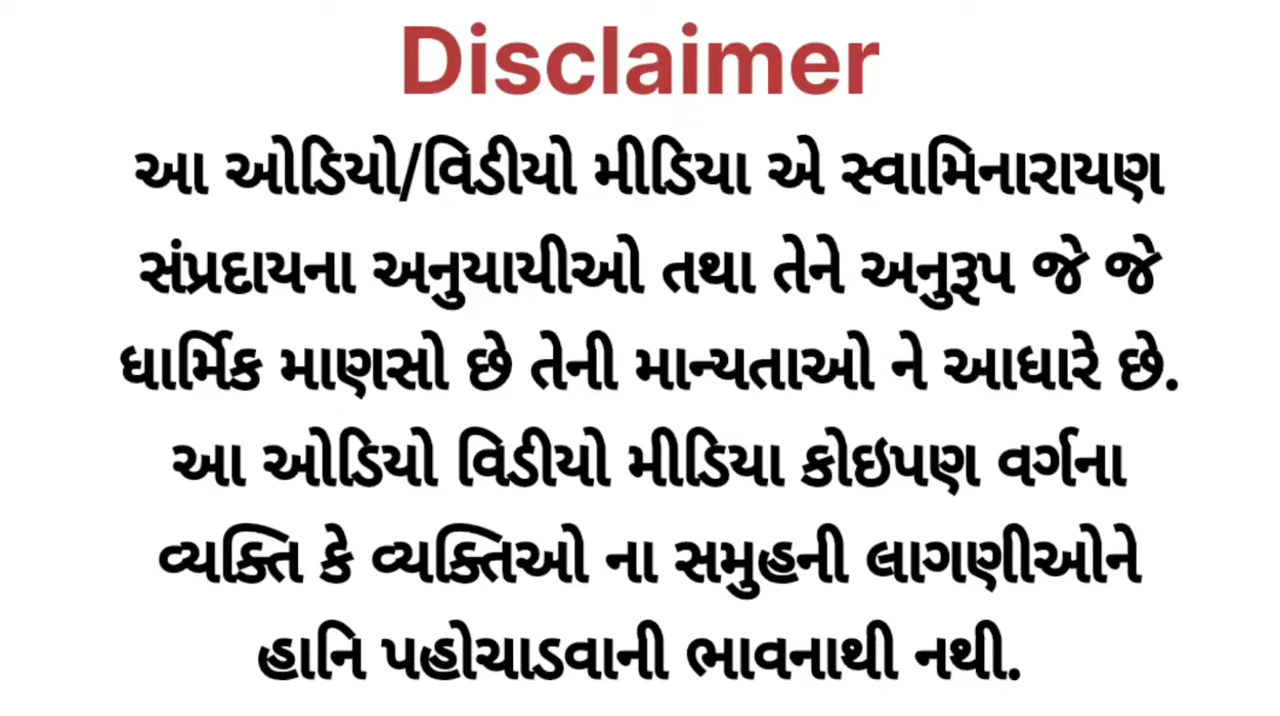 Disclaimer
આ ઓડિયો/વિડીયો મીડિયા એ સ્વામિનારાયણ
સંપ્રદાયના અનુયાયીઓ તથા તેને અનુરૂપ જે જે
ધાર્મિક માણસો છે તેની માન્યતાઓ ને આધારે છે.
આ ઓડિયો વિડીયો મીડિયા કોઇપણ વર્ગના
વ્યક્તિ કે વ્યક્તિઓ ના સમુહની લાગણીઓને
હાનિ પહોચાડવાની ભાવનાથી નથી.